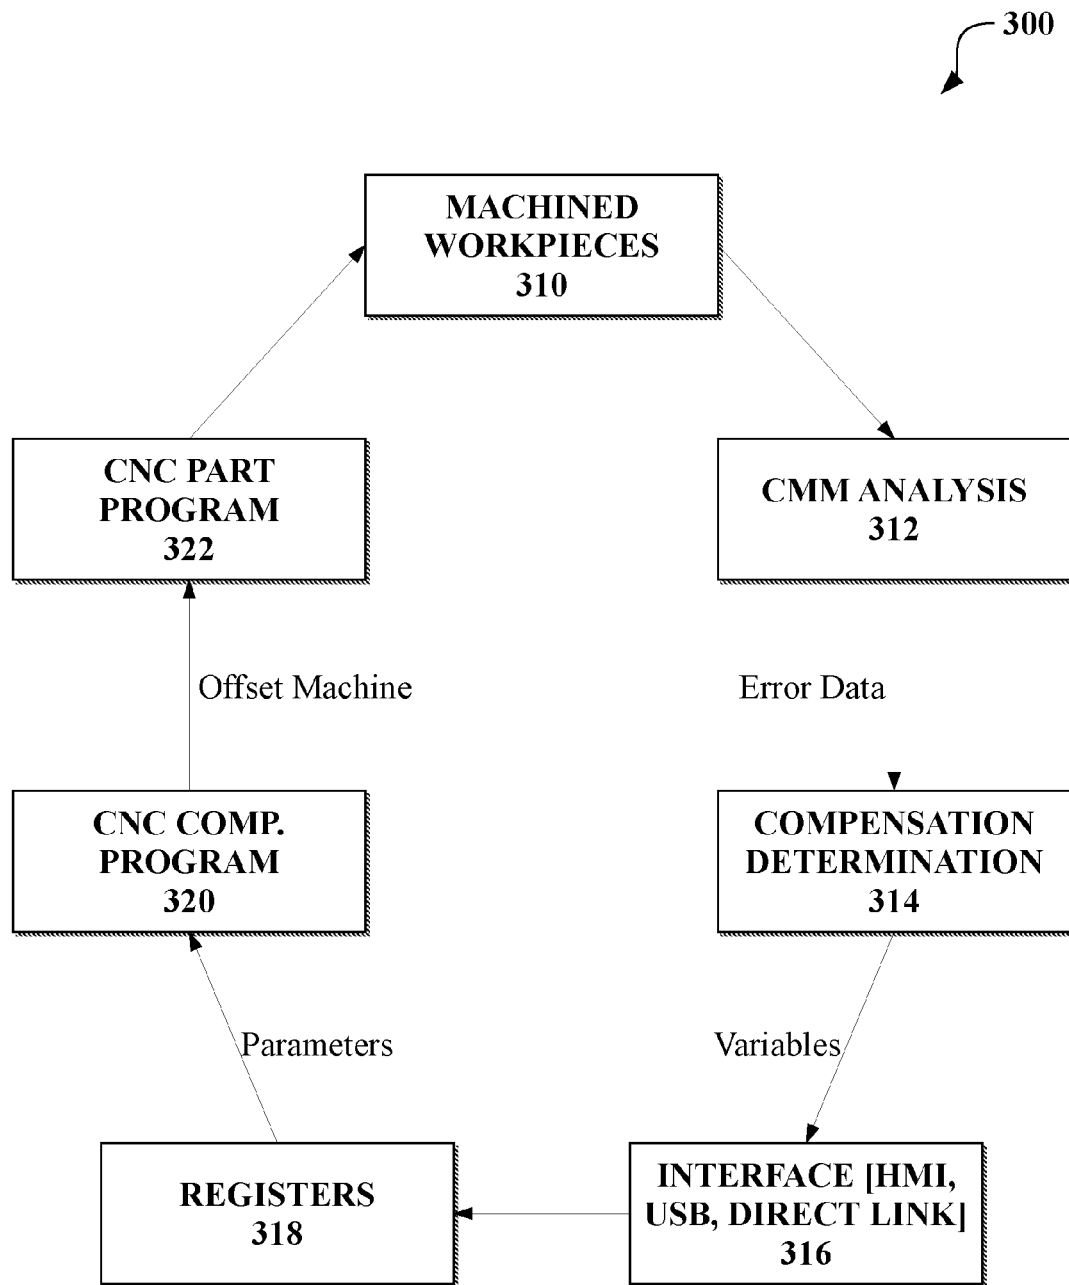 300
MACHINED
WORKPIECES
310
CNC PART
PROGRAM
322
CMM ANALYSIS
312
Offset Machine
Error Data
CNC COMP.
PROGRAM
320
COMPENSATION
DETERMINATION
314
Parameters
Variables
REGISTERS
318
INTERFACE [HMI,
USB, DIRECT LINK]
316